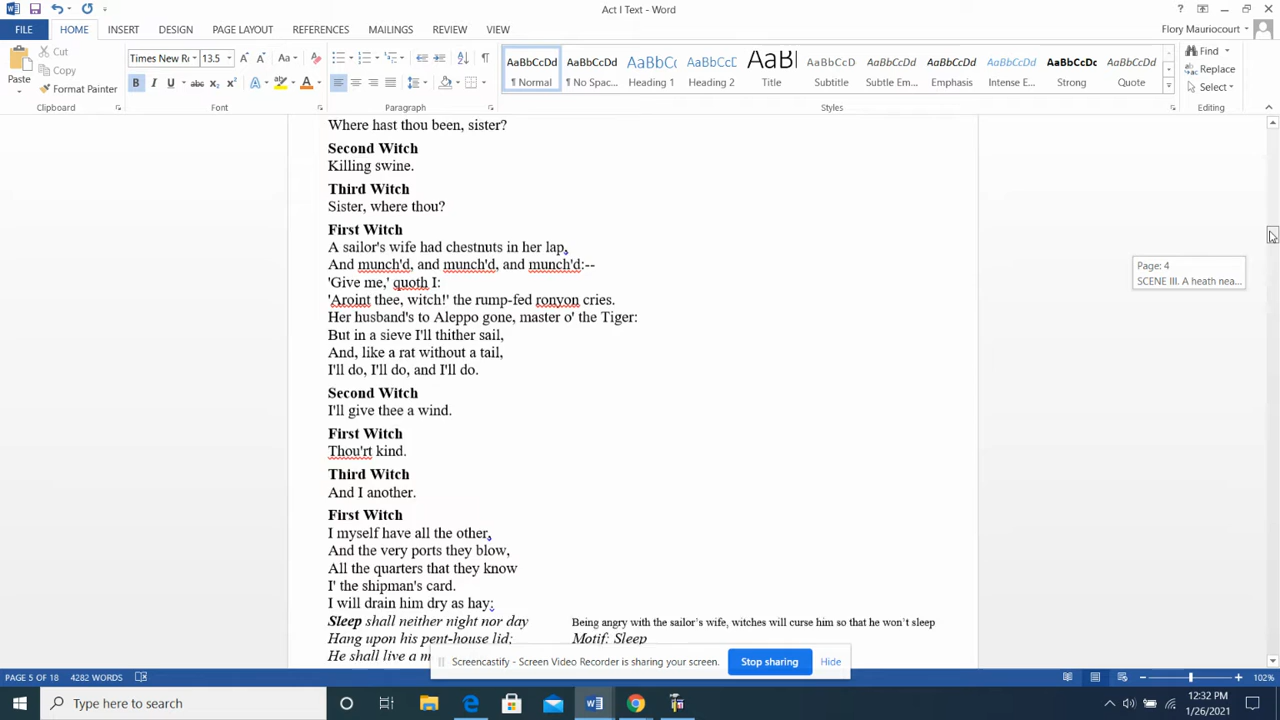 Act I Text - Word
FILE HOME INSERT DESIGN PAGE LAYOUT REFERENCES MAILINGS REVIEW VIEW Flory Mauriocourt
Paste Cut Copy Format Painter
Times New Ro 13.5
AaBbCcDd AaBbCcDd AaBbCc AaBbCcC AaBl AaBbCcD AaBbCcDd AaBbCcDd AaBbCcDd AaBbCcDc AaBbCcDd
¶ Normal ¶ No Spac... Heading 1 Heading 2 Title Subtitle Subtle Em... Emphasis Intense E... Strong Quote
Find Replace Select
Clipboard Font Paragraph Styles Editing
Where hast thou been, sister?
Second Witch
Killing swine.
Third Witch
Sister, where thou?
First Witch
A sailor's wife had chestnuts in her lap,
And munch'd, and munch'd, and munch'd:--
'Give me,' quoth I:
'Aroint thee, witch!' the rump-fed ronyon cries.
Her husband's to Aleppo gone, master o' the Tiger:
But in a sieve I'll thither sail,
And, like a rat without a tail,
I'll do, I'll do, and I'll do.
Second Witch
I'll give thee a wind.
First Witch
Thou'rt kind.
Third Witch
And I another.
First Witch
I myself have all the other,
And the very ports they blow,
All the quarters that they know
I' the shipman's card.
I will drain him dry as hay:
Sleep shall neither night nor day Being angry with the sailor's wife, witches will curse him so that he won't sleep
Hang upon his pent-house lid; Motif: Sleep
He shall live a m
Page: 4
SCENE III. A heath nea...
Screencastify - Screen Video Recorder is sharing your screen. Stop sharing Hide
PAGE 5 OF 18 4282 WORDS 102%
Type here to search
12:32 PM
1/26/2021